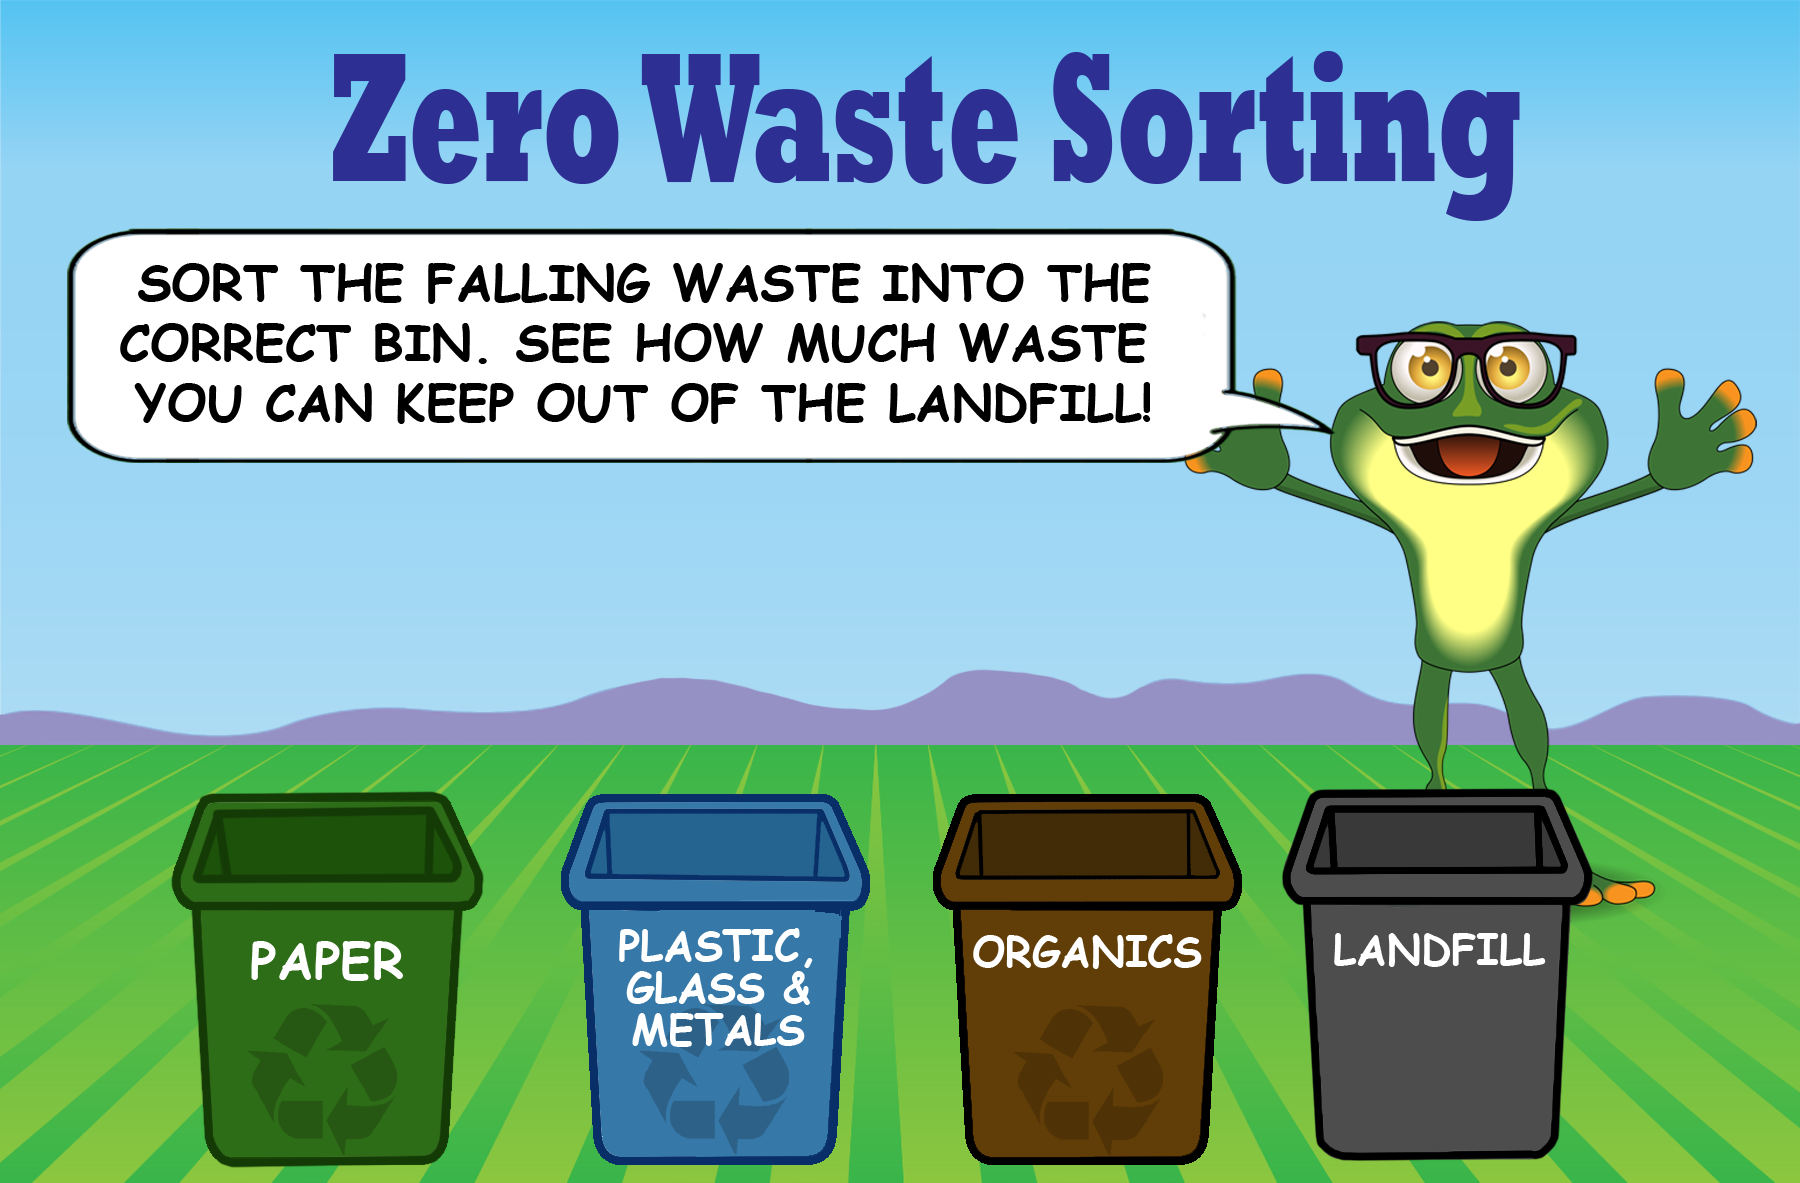 Zero Waste Sorting
SORT THE FALLING WASTE INTO THE
CORRECT BIN. SEE HOW MUCH WASTE
YOU CAN KEEP OUT OF THE LANDFILL!
PAPER
PLASTIC,
GLASS &
METALS
ORGANICS
LANDFILL